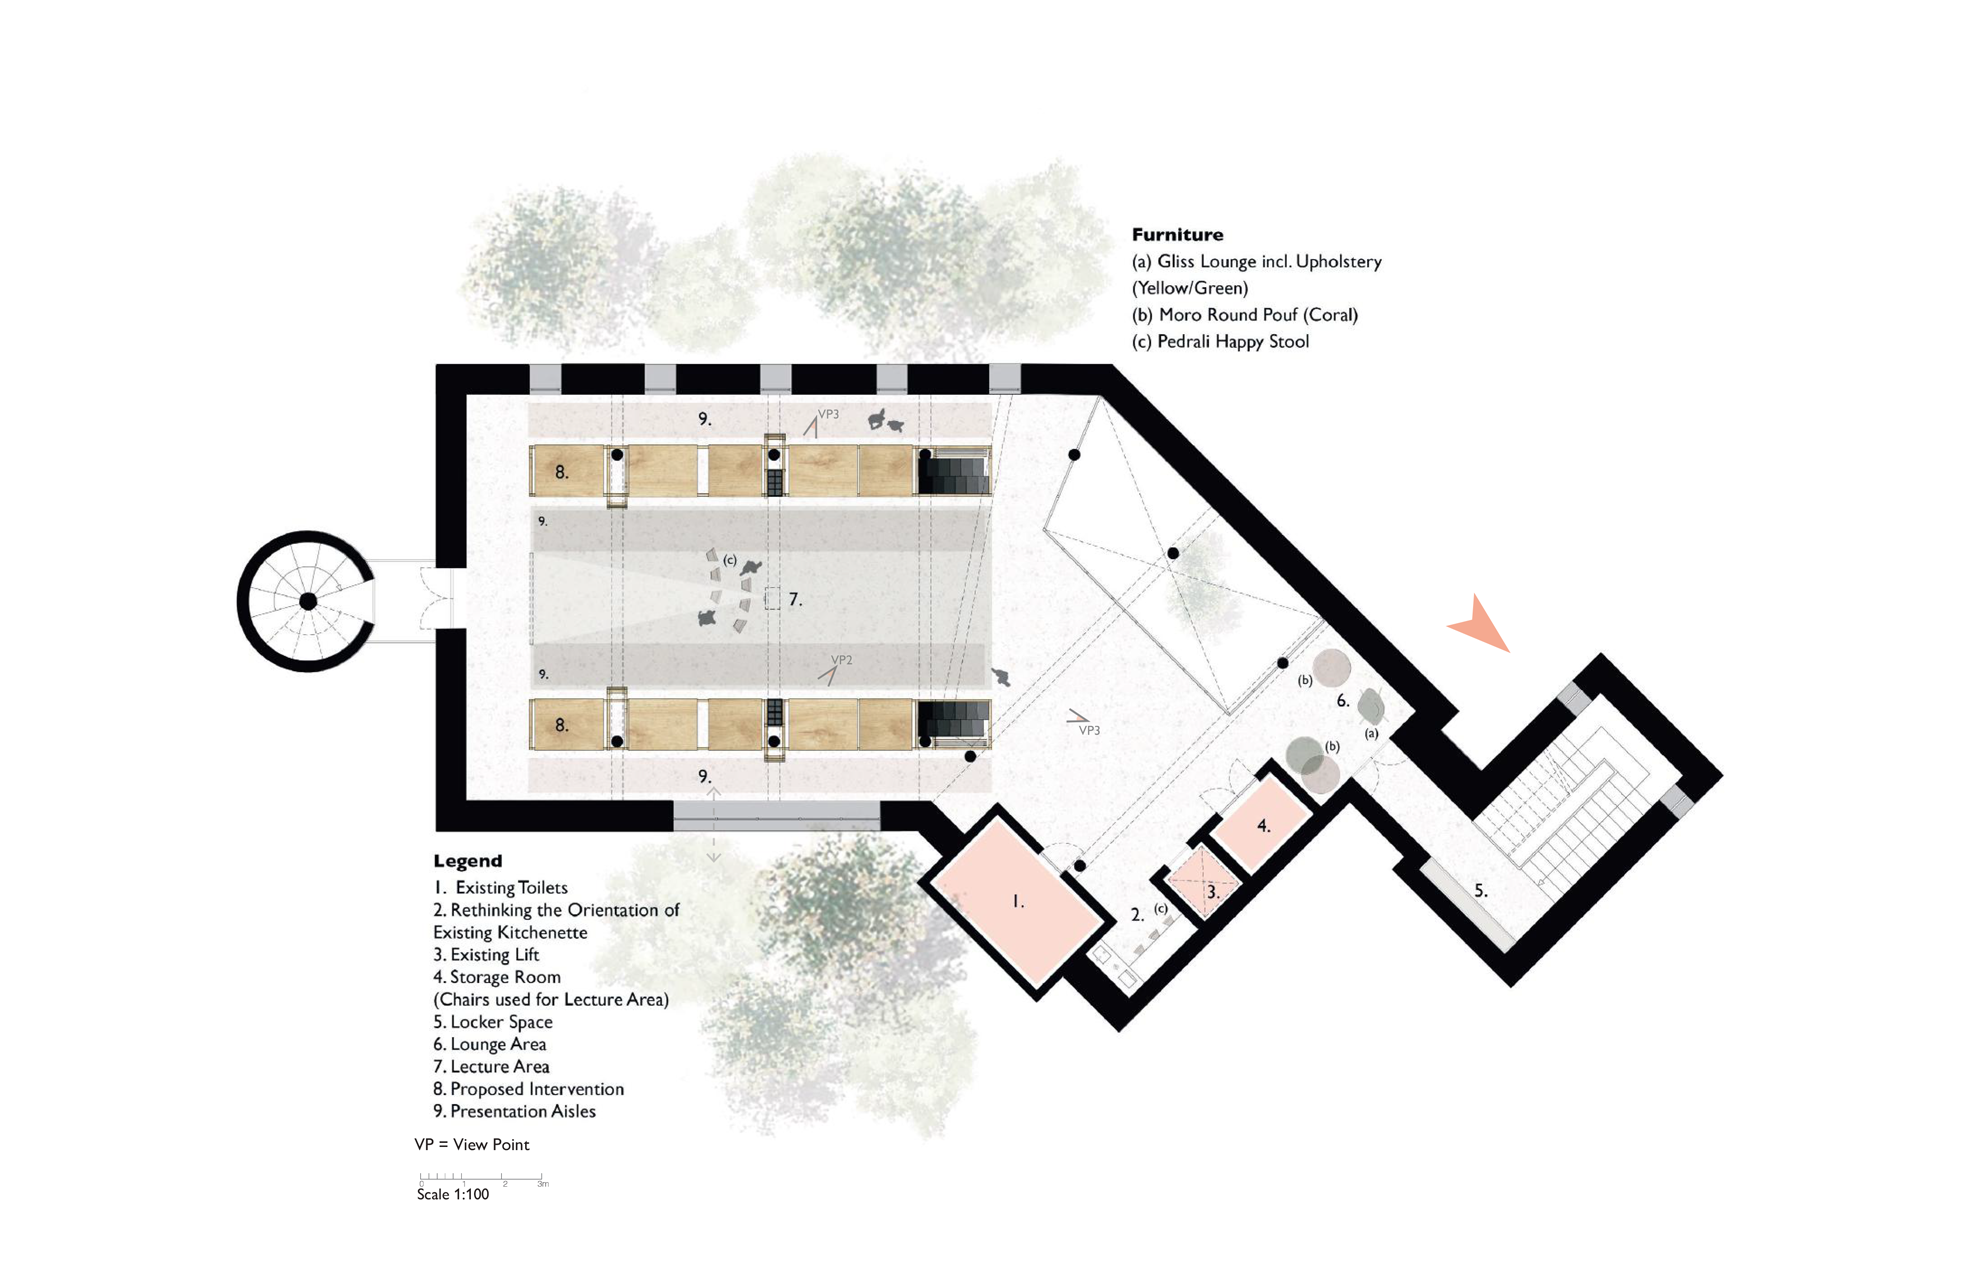 Furniture
(a) Gliss Lounge incl. Upholstery
(Yellow/Green)
(b) Moro Round Pouf (Coral)
(c) Pedrali Happy Stool
9.
VP3
8.
9.
(c)
7.
9.
VP2
8.
9.
VP3
(b)
6.
(a)
(b)
4.
3.
2.
(c)
1.
5.
Legend
1. Existing Toilets
2. Rethinking the Orientation of
Existing Kitchenette
3. Existing Lift
4. Storage Room
(Chairs used for Lecture Area)
5. Locker Space
6. Lounge Area
7. Lecture Area
8. Proposed Intervention
9. Presentation Aisles
VP = View Point
0 1 2 3m
Scale 1:100